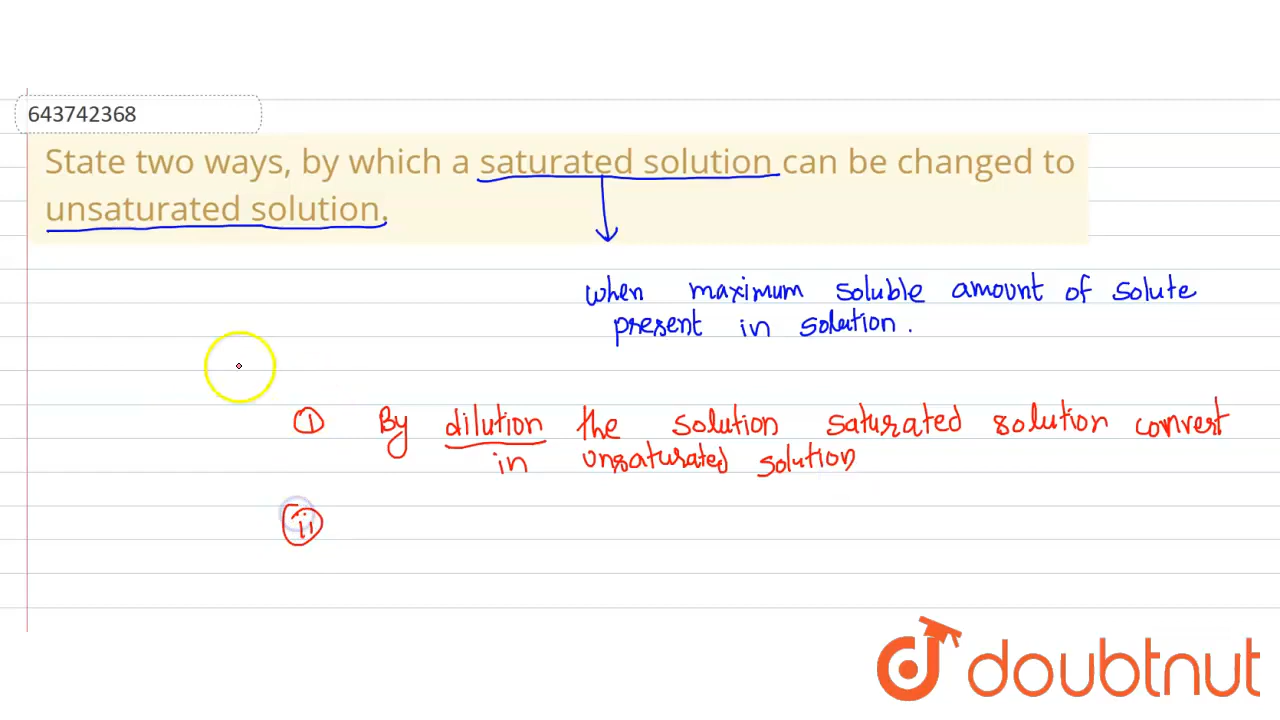 643742368
State two ways, by which a saturated solution can be changed to
unsaturated solution.
when maximum soluble amount of solute
present in solution.
① By dilution the solution saturated solution convert
in unsaturated solution
ⅱ
doubtnut